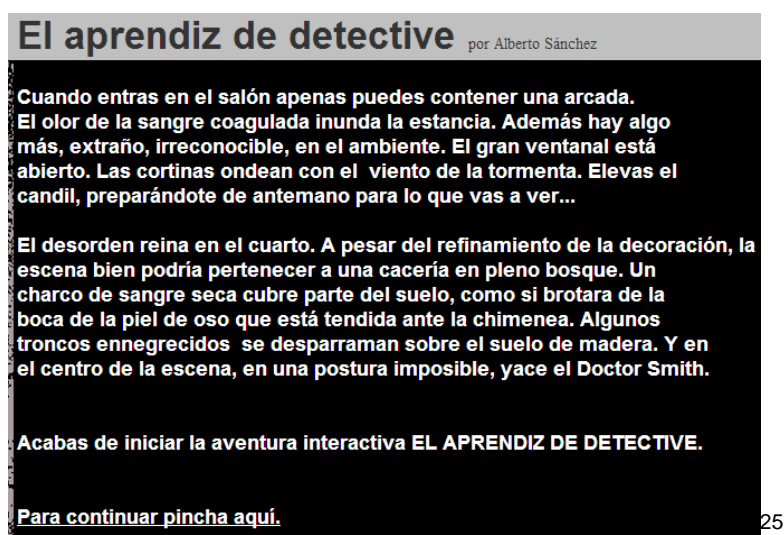 El aprendiz de detective por Alberto Sánchez
Cuando entras en el salón apenas puedes contener una arcada.
El olor de la sangre coagulada inunda la estancia. Además hay algo
más, extraño, irreconocible, en el ambiente. El gran ventanal está
abierto. Las cortinas ondean con el viento de la tormenta. Elevas el
candil, preparándote de antemano para lo que vas a ver...
El desorden reina en el cuarto. A pesar del refinamiento de la decoración, la
escena bien podría pertenecer a una cacería en pleno bosque. Un
charco de sangre seca cubre parte del suelo, como si brotara de la
boca de la piel de oso que está tendida ante la chimenea. Algunos
troncos ennegrecidos se desparraman sobre el suelo de madera. Y en
el centro de la escena, en una postura imposible, yace el Doctor Smith.
Acabas de iniciar la aventura interactiva EL APRENDIZ DE DETECTIVE.
Para continuar pincha aquí.
25